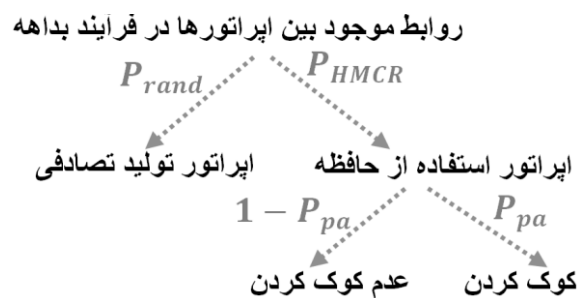 روابط موجود بین اپراتورها در فرآیند بداهه
P_HMCR
P_rand
اپراتور استفاده از حافظه
اپراتور تولید تصادفی
P_pa
1 − P_pa
کوک کردن
عدم کوک کردن